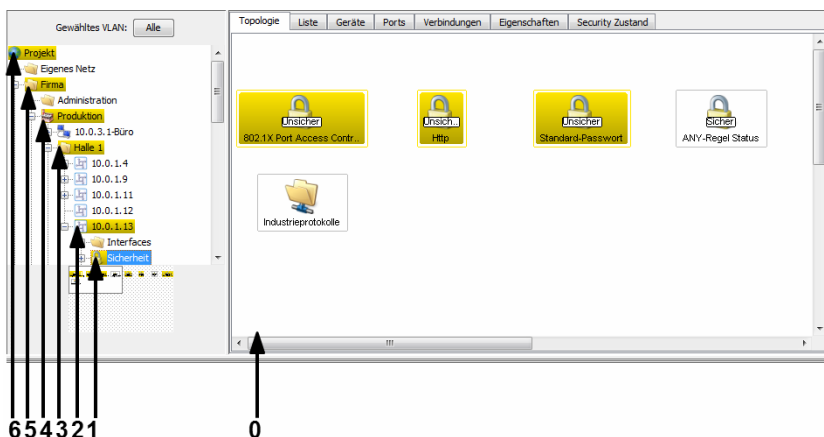 Gewähltes VLAN: Alle
Projekt
Eigenes Netz
Firma
Administration
Produktion
10.0.3.1-Büro
Halle 1
10.0.1.4
10.0.1.9
10.0.1.11
10.0.1.12
10.0.1.13
Interfaces
Sicherheit
Topologie Liste Geräte Ports Verbindungen Eigenschaften Security Zustand
Unsicher Unsich.. Unsicher Sicher
802.1X Port Access Contr.. Http Standard-Passwort ANY-Regel Status
Industrieprotokolle
6 5 4 3 2 1 0